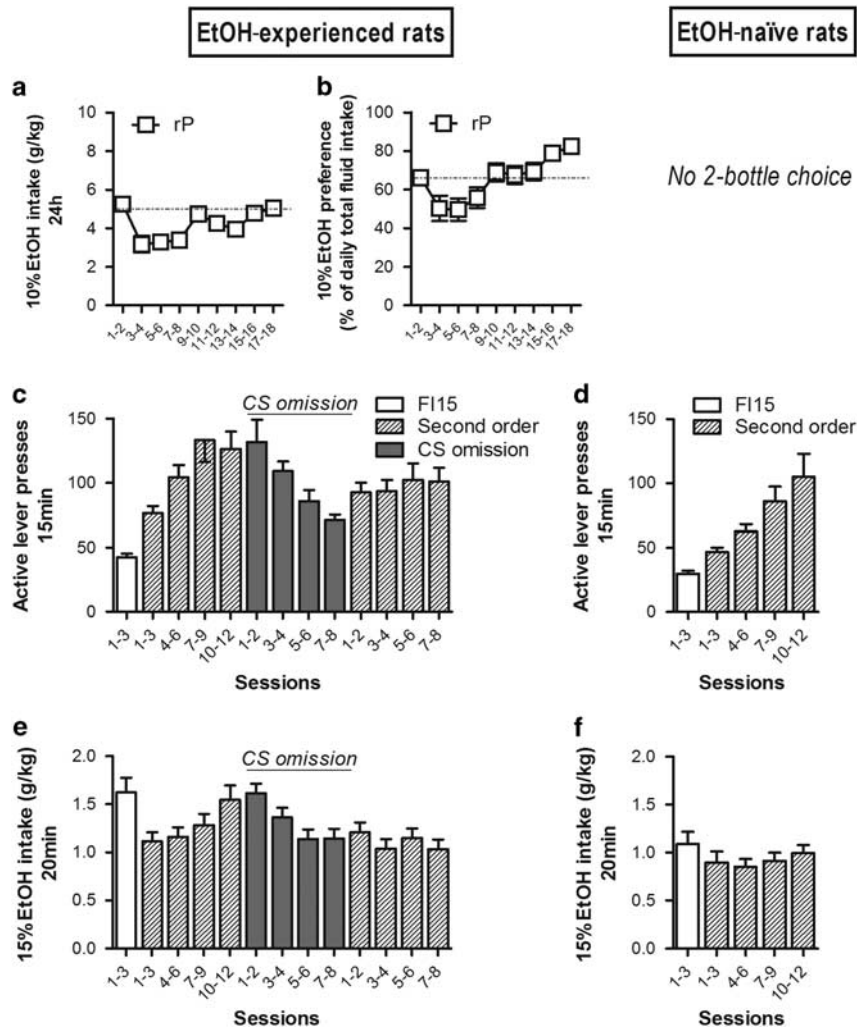 EtOH-experienced rats
EtOH-naïve rats
a
10% EtOH intake (g/kg)
24h
10
8
6
4
2
0
rP
1-2
3-4
5-6
7-8
9-10
11-12
13-14
15-16
17-18
b
10% EtOH preference
(% of daily total fluid intake)
100
80
60
40
20
0
rP
1-2
3-4
5-6
7-8
9-10
11-12
13-14
15-16
17-18
No 2-bottle choice
c
Active lever presses
15min
150
100
50
0
CS omission
FI15
Second order
CS omission
1-3
1-3
4-6
7-9
10-12
1-2
3-4
5-6
7-8
1-2
3-4
5-6
7-8
Sessions
d
Active lever presses
15min
150
100
50
0
FI15
Second order
1-3
1-3
4-6
7-9
10-12
Sessions
e
15% EtOH intake (g/kg)
20min
2.0
1.5
1.0
0.5
0.0
CS omission
1-3
1-3
4-6
7-9
10-12
1-2
3-4
5-6
7-8
1-2
3-4
5-6
7-8
Sessions
f
15% EtOH intake (g/kg)
20min
2.0
1.5
1.0
0.5
0.0
1-3
1-3
4-6
7-9
10-12
Sessions